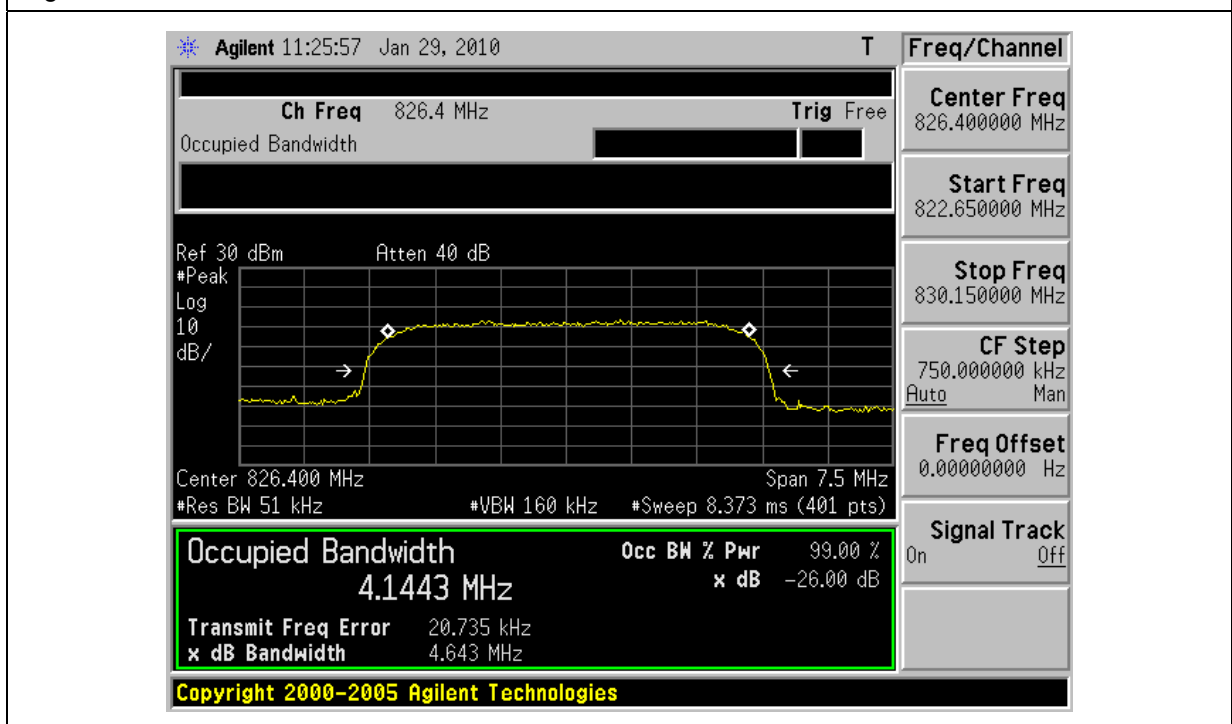 Agilent 11:25:57 Jan 29, 2010 T
Freq/Channel
Ch Freq 826.4 MHz Trig Free
Occupied Bandwidth
Center Freq
826.400000 MHz
Start Freq
822.650000 MHz
Stop Freq
830.150000 MHz
CF Step
750.000000 kHz
Auto Man
Freq Offset
0.00000000 Hz
Signal Track
On Off
Ref 30 dBm Atten 40 dB
#Peak
Log
10
dB/
Center 826.400 MHz Span 7.5 MHz
#Res BW 51 kHz #VBW 160 kHz #Sweep 8.373 ms (401 pts)
Occupied Bandwidth Occ BW % Pwr 99.00 %
4.1443 MHz x dB -26.00 dB
Transmit Freq Error 20.735 kHz
x dB Bandwidth 4.643 MHz
Copyright 2000-2005 Agilent Technologies